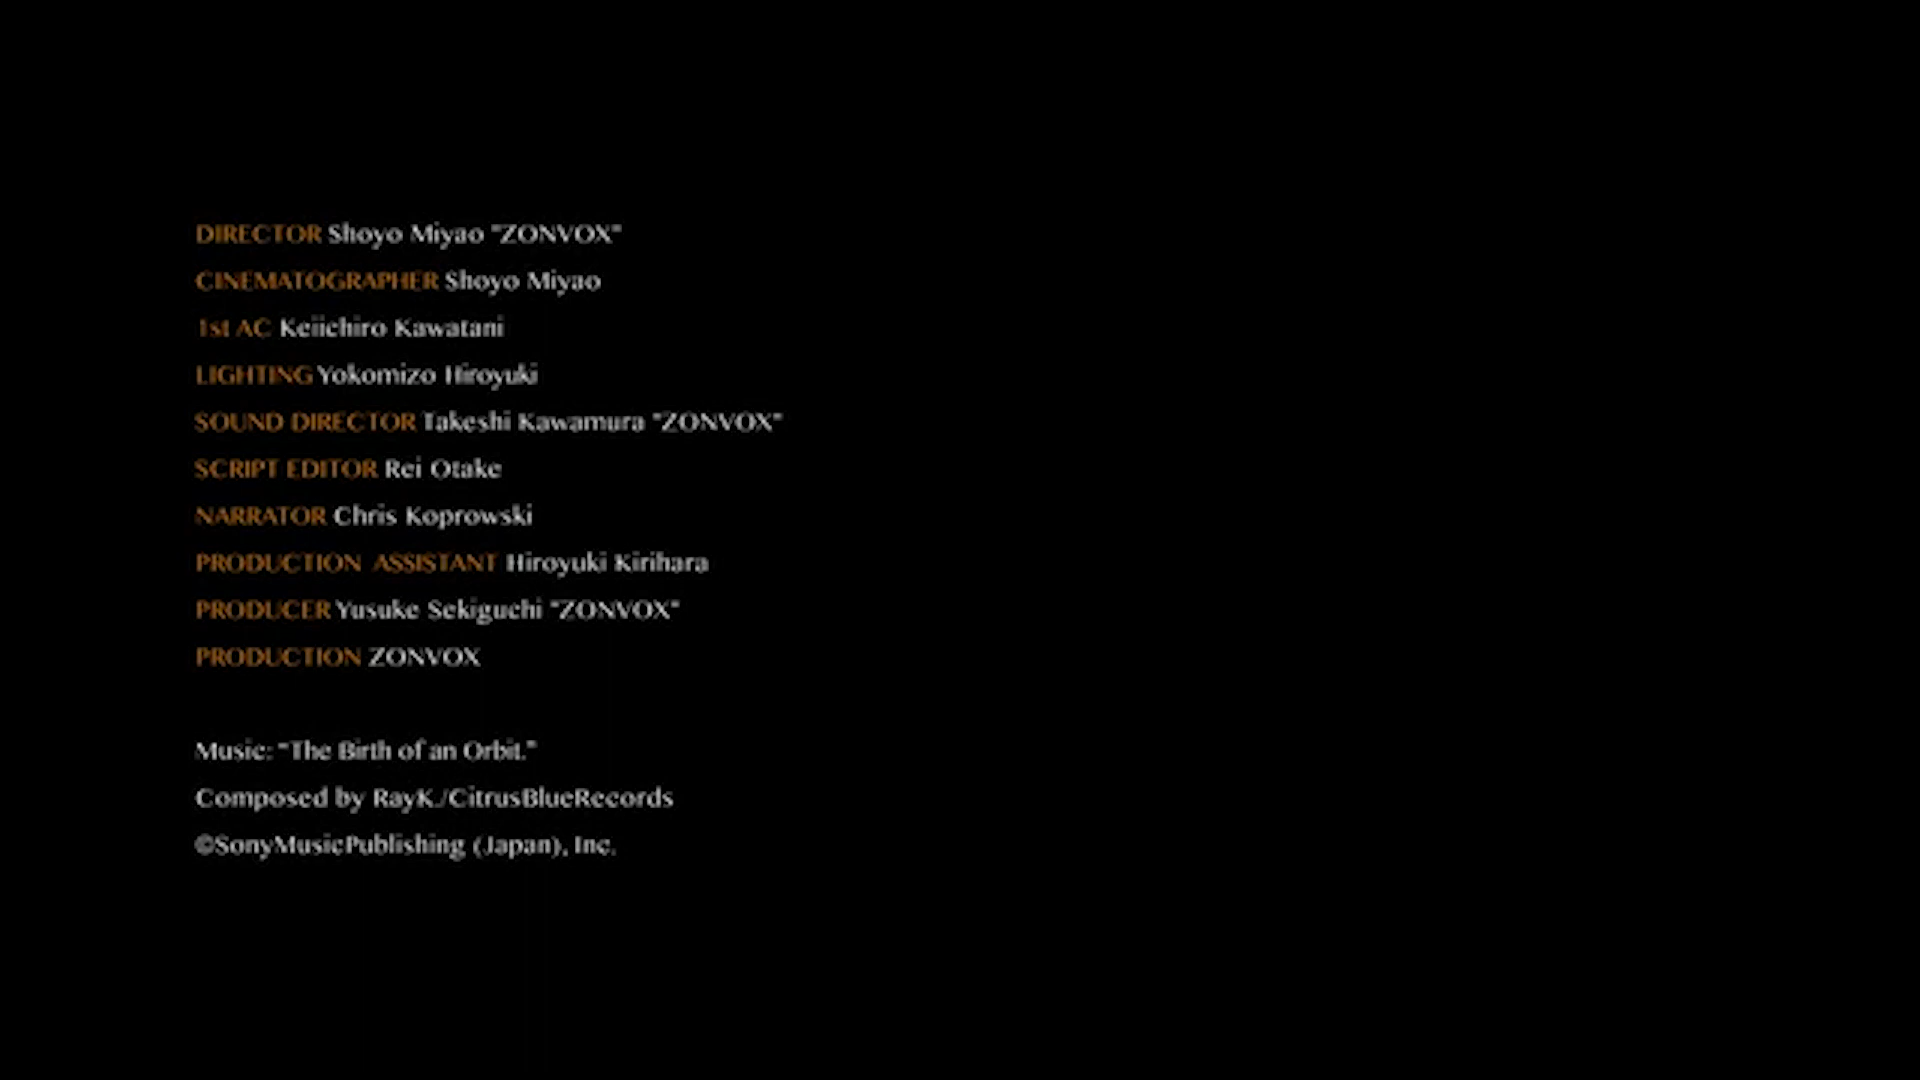 DIRECTOR Shoyo Miyao "ZONVOX"
CINEMATOGRAPHER Shoyo Miyao
1st AC Keiichiro Kawatani
LIGHTING Yokomizo Hiroyuki
SOUND DIRECTOR Takeshi Kawamura "ZONVOX"
SCRIPT EDITOR Rei Otake
NARRATOR Chris Koprowski
PRODUCTION ASSISTANT Hiroyuki Kirihara
PRODUCER Yusuke Sekiguchi "ZONVOX"
PRODUCTION ZONVOX
Music: “The Birth of an Orbit.”
Composed by RayK./CitrusBlueRecords
©SonyMusicPublishing (Japan), Inc.